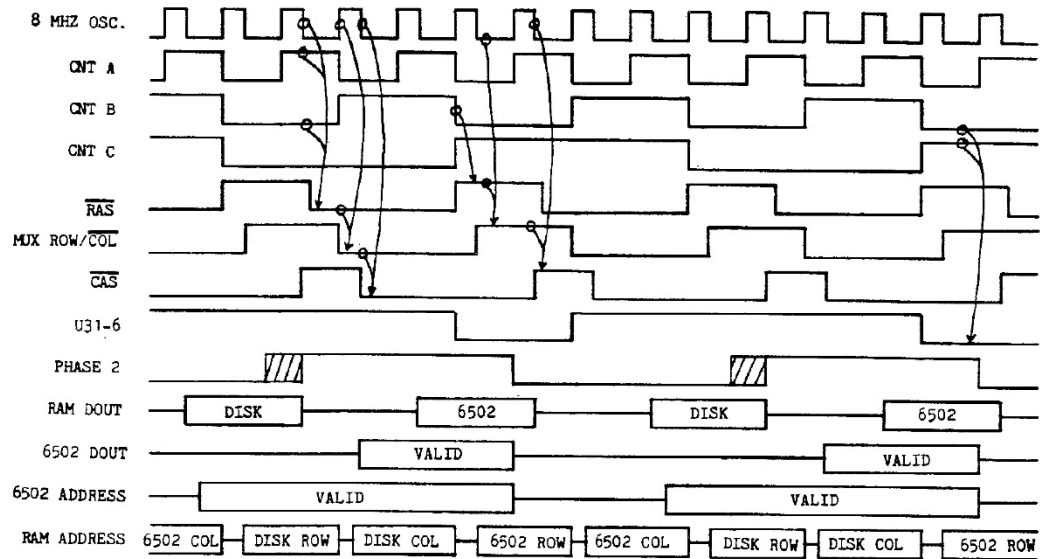 8 MHZ OSC.
CNT A
CNT B
CNT C
RAS
MUX ROW/COL
CAS
U31-6
PHASE 2
RAM DOUT DISK 6502 DISK 6502
6502 DOUT VALID VALID
6502 ADDRESS VALID VALID
RAM ADDRESS 6502 COL DISK ROW DISK COL 6502 ROW 6502 COL DISK ROW DISK COL 6502 ROW